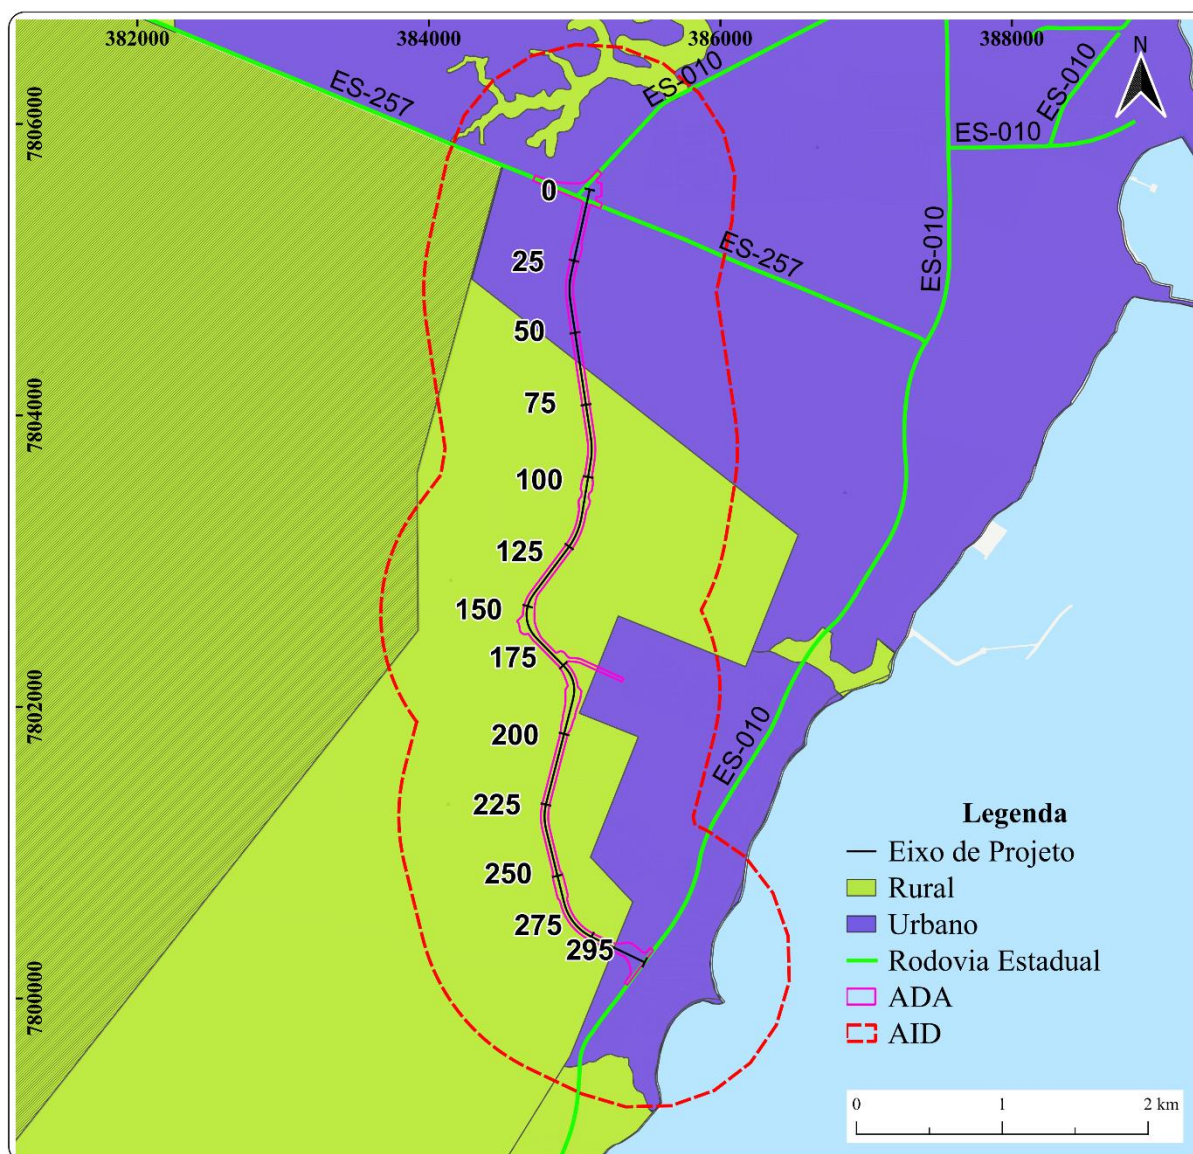 382000
384000
386000
388000
N
ES-257
ES-010
ES-010
7806000
ES-010
0
25
ES-010
ES-257
50
7804000
75
100
125
150
175
7802000
200
ES-010
225
250
275
295
7800000
Legenda
Eixo de Projeto
Rural
Urbano
Rodovia Estadual
ADA
AID
0 1 2 km